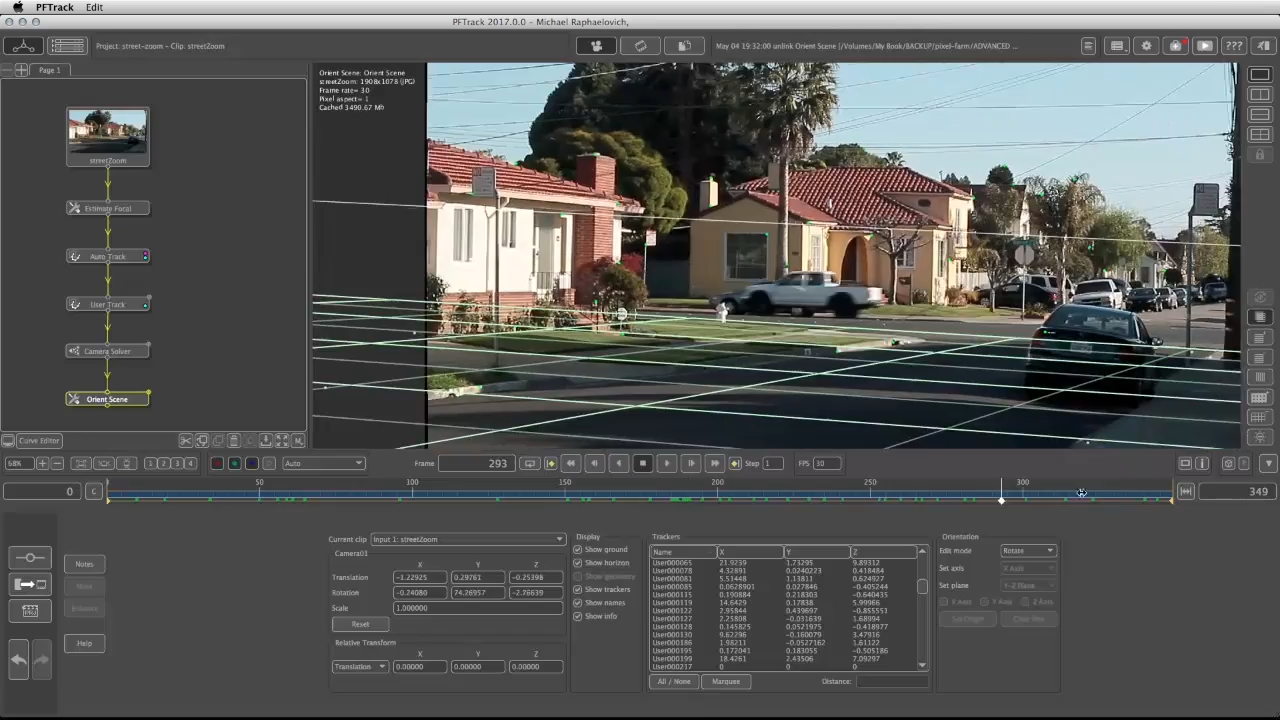 PFTrack Edit
PFTrack 2017.0.0 – Michael Raphaelovich,
Project: street-zoom - Clip: streetZoom
May 04 19:32:00 unlink Orient Scene [/Volumes/My Book/BACKUP/pixel-farm/ADVANCED ...
???
Page 1
Orient Scene: Orient Scene
streetZoom: 1908x1078 (JPG)
Frame rate= 30
Pixel aspect= 1
Cached 3490.67 Mb
streetZoom
Estimate Focal
Auto Track
User Track
Camera Solver
Orient Scene
Curve Editor
68%
1 2 3 4
Auto
Frame 293
Step 1
FPS 30
0
C
50 100 150 200 250 300
349
Notes
Help
Current clip Input 1: streetZoom
Camera01
X Y Z
Translation -1.22925 0.29761 -0.25398
Rotation -0.24080 74.26957 -2.76639
Scale 1.000000
Reset
Relative Transform
Translation 0.00000 0.00000 0.00000
Display
Show ground
Show horizon
Show geometry
Show trackers
Show names
Show info
Trackers
Name X Y Z
User000065 21.9239 1.73295 9.89312
User000078 4.32891 0.0240223 0.418484
User000081 5.51448 1.13811 0.624927
User000085 0.0628901 0.027846 -0.405244
User000115 0.190884 0.218303 -0.640435
User000119 14.6429 0.17838 5.99966
User000122 2.95844 0.439697 -0.855551
User000127 2.25808 -0.031639 1.68994
User000128 0.145825 0.0521975 -0.418977
User000130 9.62296 -0.160079 3.47916
User000186 1.98211 -0.0527162 1.61122
User000195 0.172041 0.183055 -0.505186
User000199 18.4261 2.43506 7.09297
User000217 0 0 0
All / None
Marquee
Distance:
Orientation
Edit mode Rotate
Set axis X Axis
Set plane Y-Z Plane
X Axis Y Axis Z Axis
Set Origin